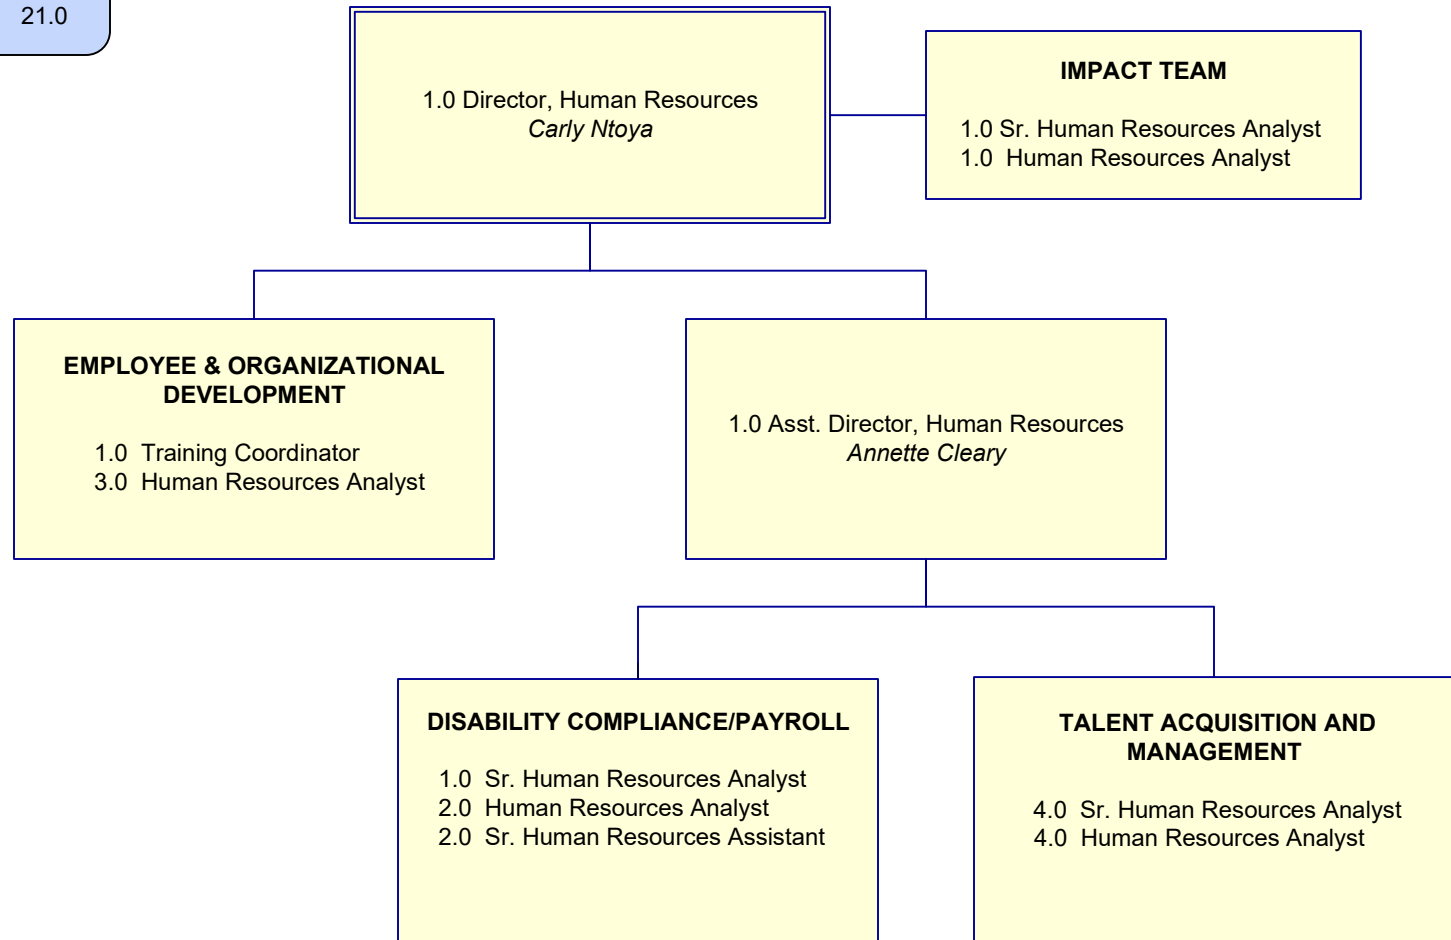 21.0
1.0 Director, Human Resources
Carly Ntoya
IMPACT TEAM
1.0 Sr. Human Resources Analyst
1.0 Human Resources Analyst
EMPLOYEE & ORGANIZATIONAL
DEVELOPMENT
1.0 Training Coordinator
3.0 Human Resources Analyst
1.0 Asst. Director, Human Resources
Annette Cleary
DISABILITY COMPLIANCE/PAYROLL
1.0 Sr. Human Resources Analyst
2.0 Human Resources Analyst
2.0 Sr. Human Resources Assistant
TALENT ACQUISITION AND
MANAGEMENT
4.0 Sr. Human Resources Analyst
4.0 Human Resources Analyst